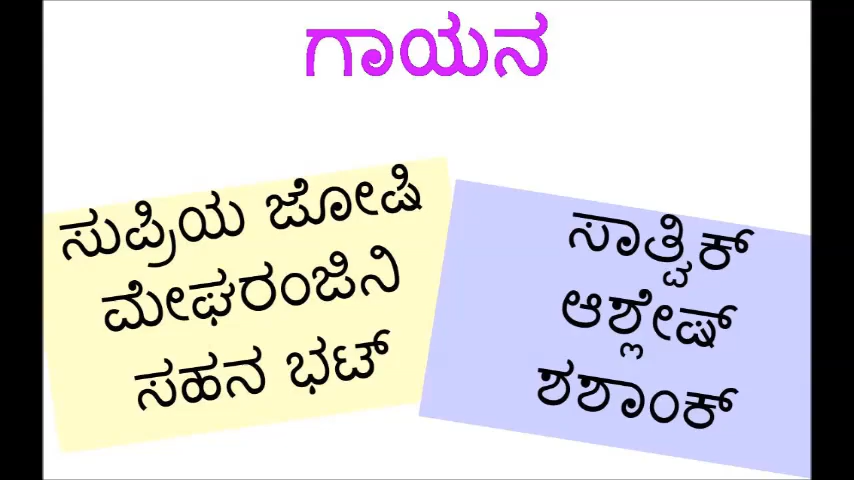 ಗಾಯನ
ಸುಪ್ರಿಯ ಜೋಷಿ
ಮೇಘರಂಜಿನಿ
ಸಹನ ಭಟ್
ಸಾತ್ವಿಕ್
ಆಶ್ಲೇಷ್
ಶಶಾಂಕ್